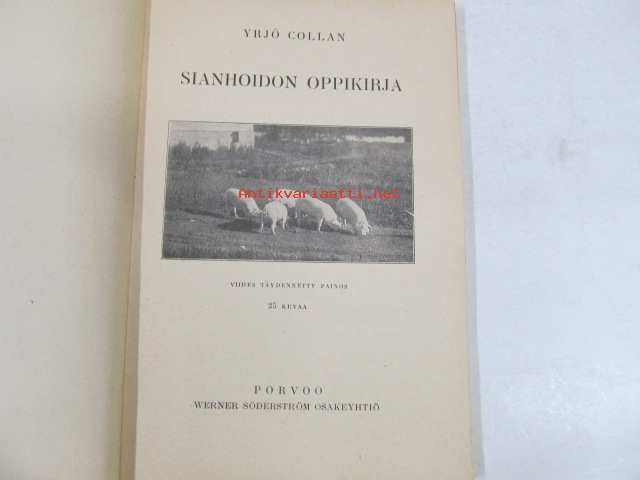 YRJÖ COLLAN
SIANHOIDON OPPIKIRJA
Antikvariaatti.net
VIIDES TÄYDENNETTY PAINOS
25 KUVAA
PORVOO
WERNER SÖDERSTRÖM OSAKEYHTIÖ